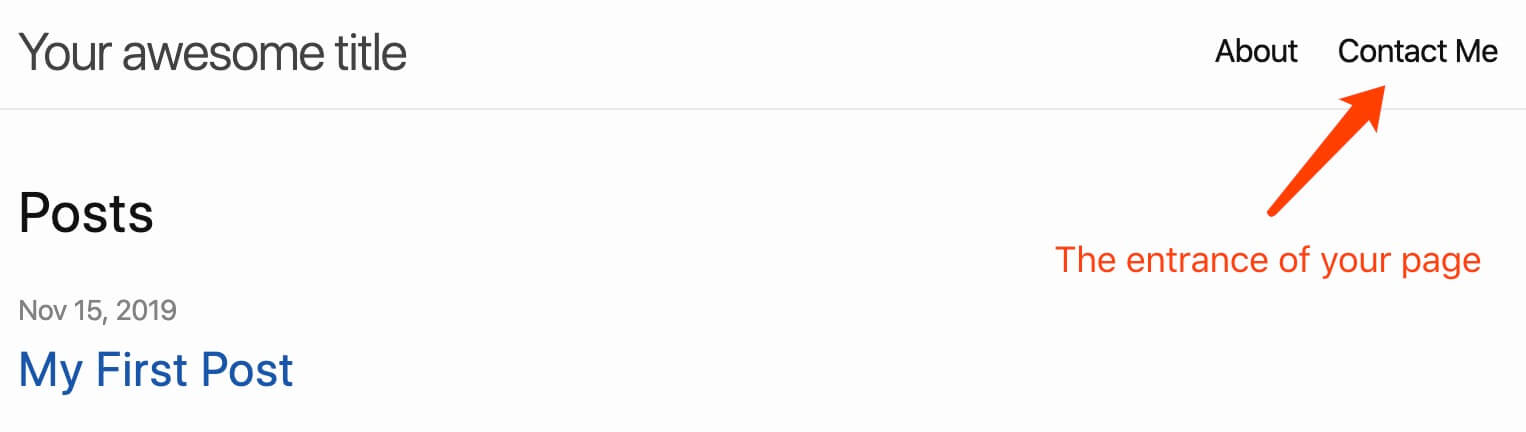 Your awesome title
About
Contact Me
Posts
The entrance of your page
Nov 15, 2019
My First Post